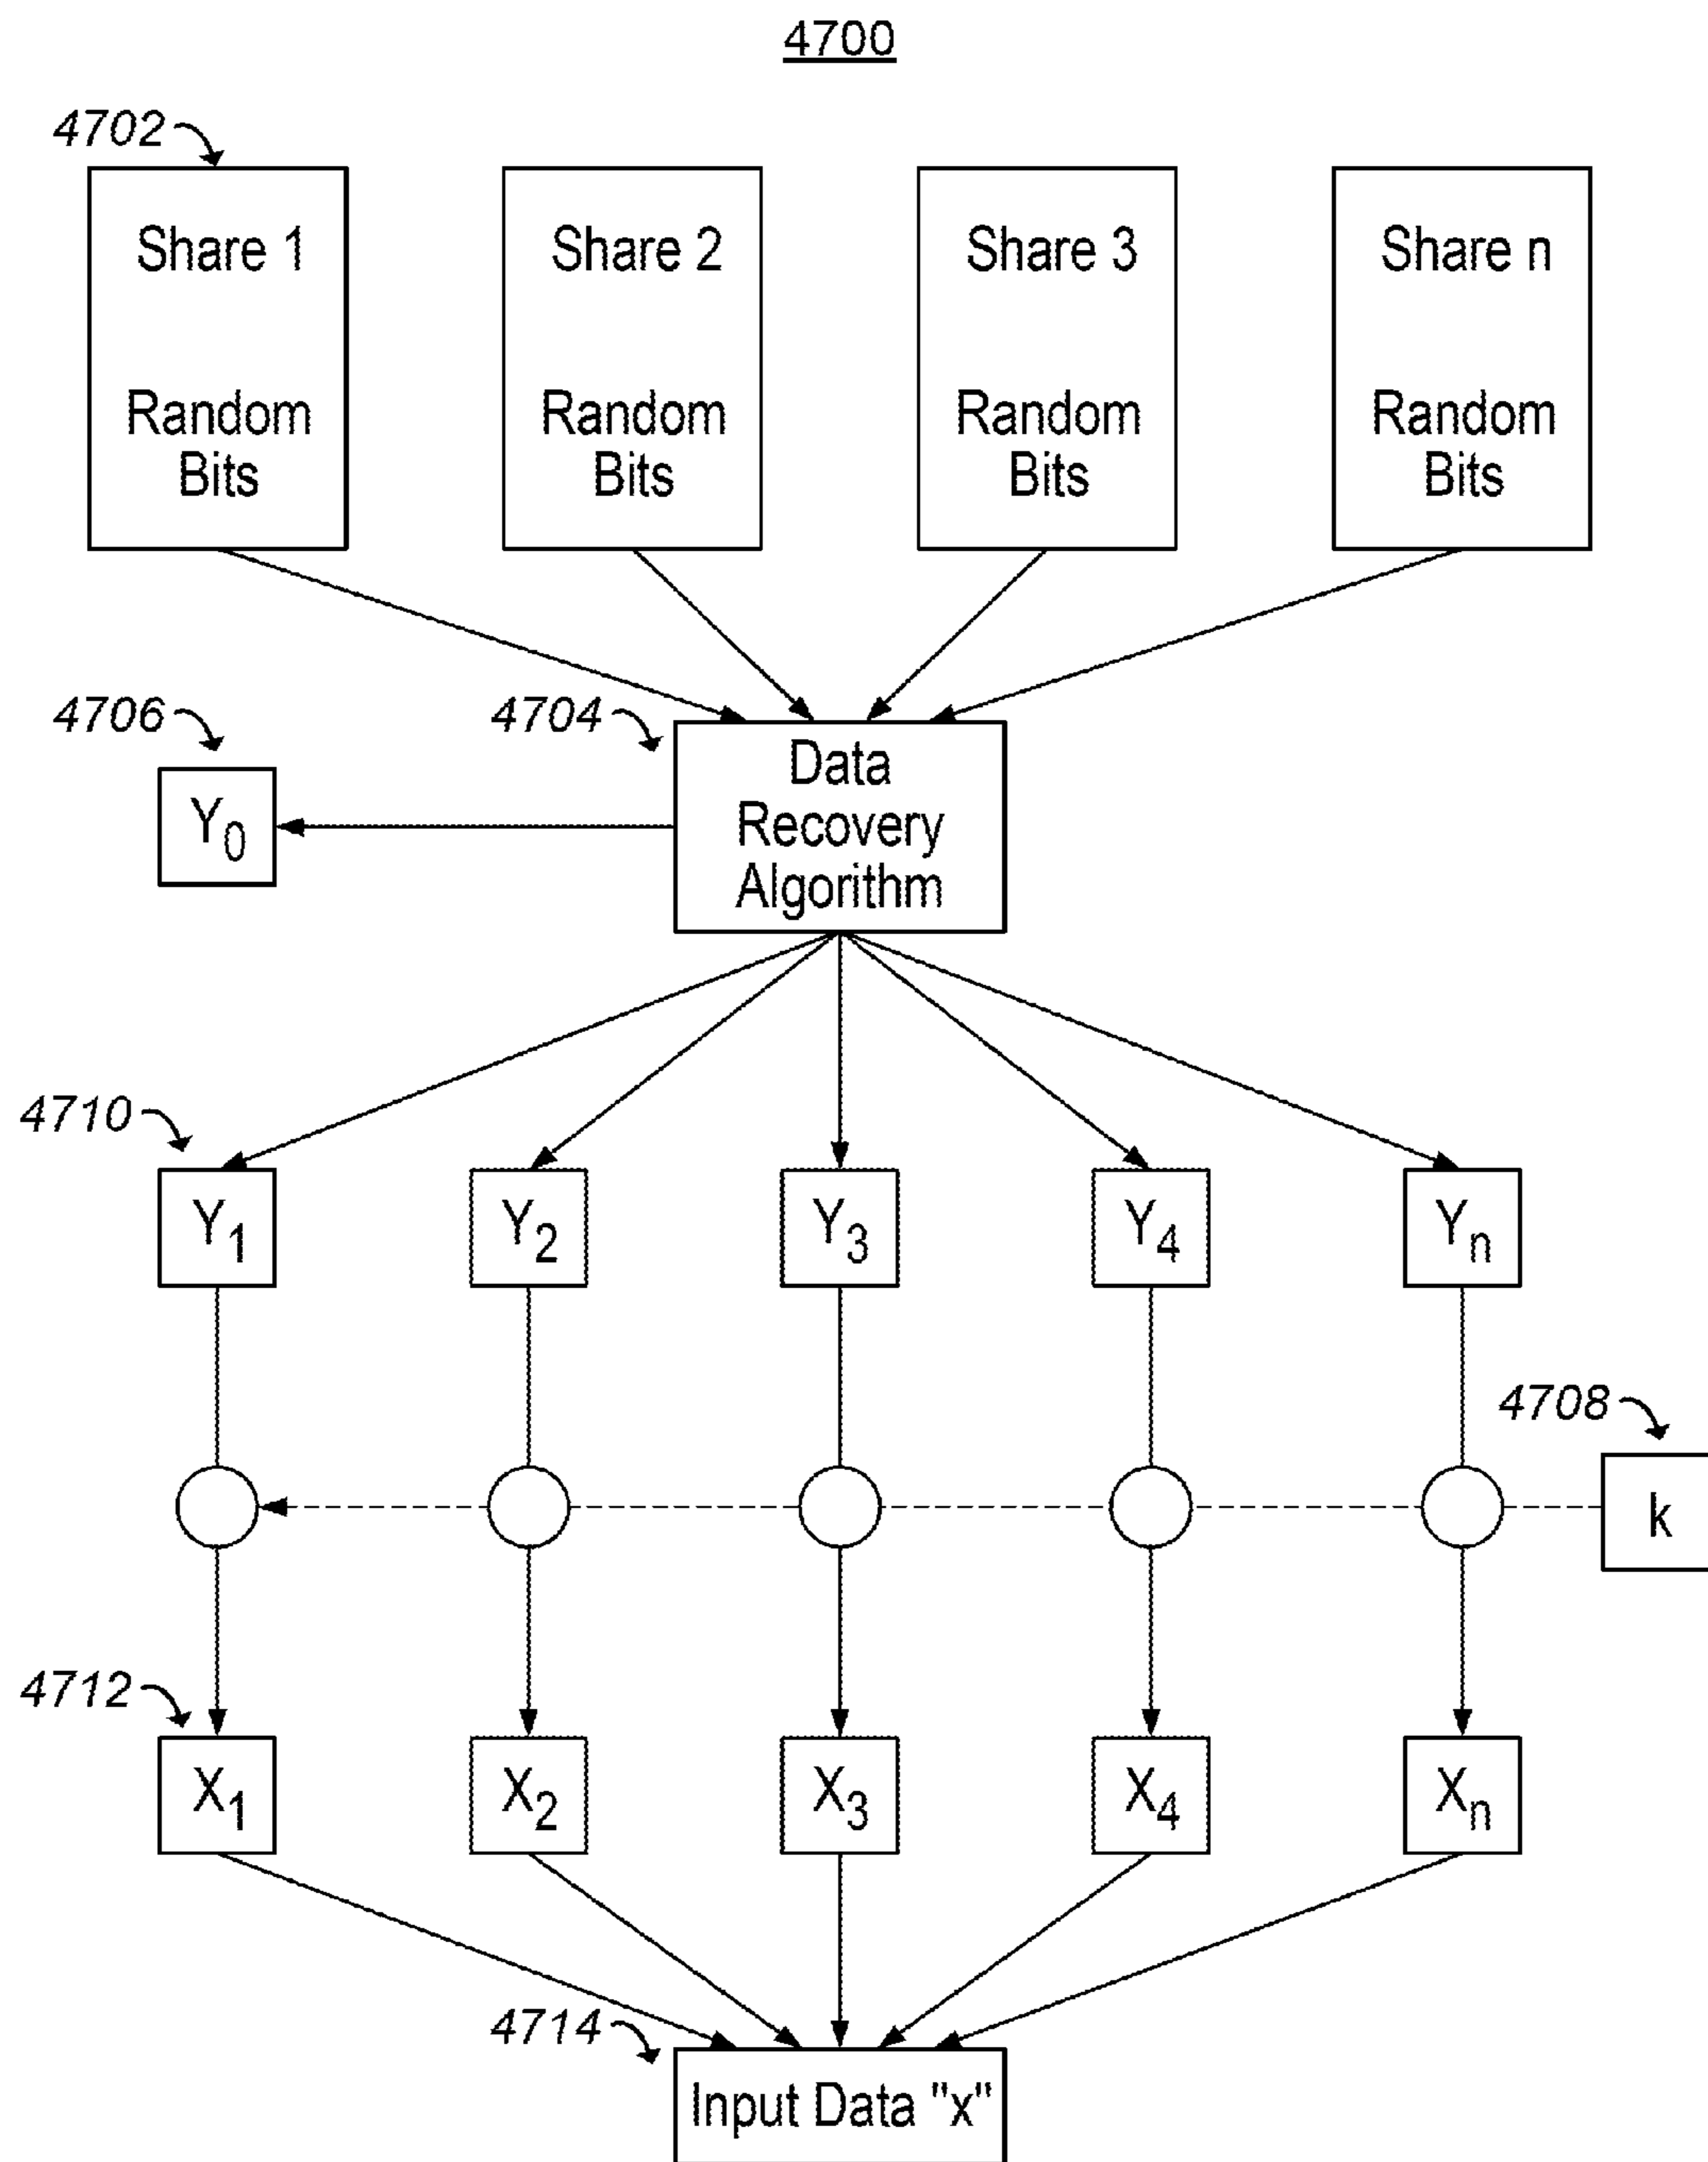 4700
4702
Share 1
Random
Bits
Share 2
Random
Bits
Share 3
Random
Bits
Share n
Random
Bits
4706
Y0
4704
Data
Recovery
Algorithm
4710
Y1
Y2
Y3
Y4
Yn
4708
k
4712
X1
X2
X3
X4
Xn
4714
Input Data "x"